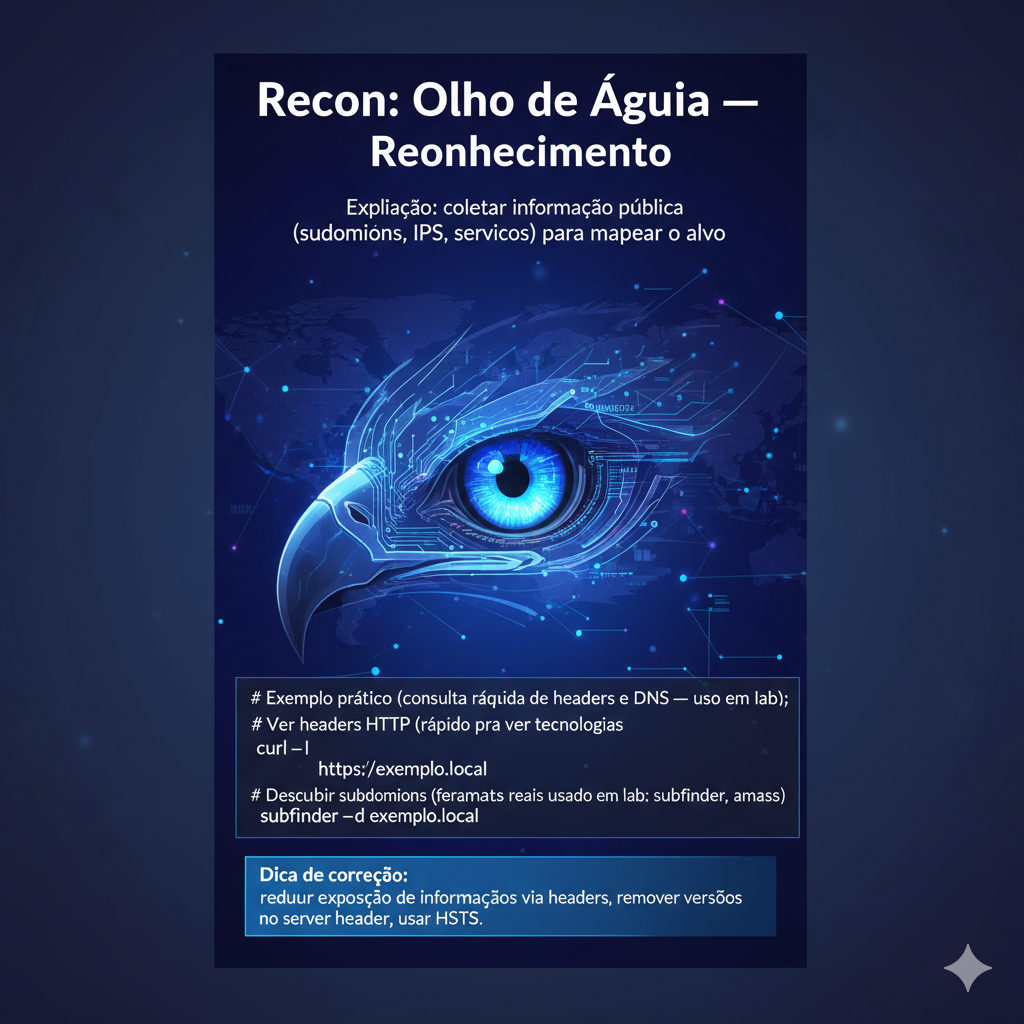 Recon: Olho de Águia —
Reonhecimento
Expliação: coletar informação pública
(sudomións, IPS, servicos) para mapear o alvo
# Exemplo prático (consulta ráquida de headers e DNS — uso em lab);
# Ver headers HTTP (rápido pra ver tecnologias
curl –I
https:/exemplo.local
# Descubir subdomions (feramats reais usado em lab: subfinder, amass)
subfinder –d exemplo.local
Dica de correção:
reduur exposção de informaçãos via headers, remover versõos
no server header, usar HSTS.